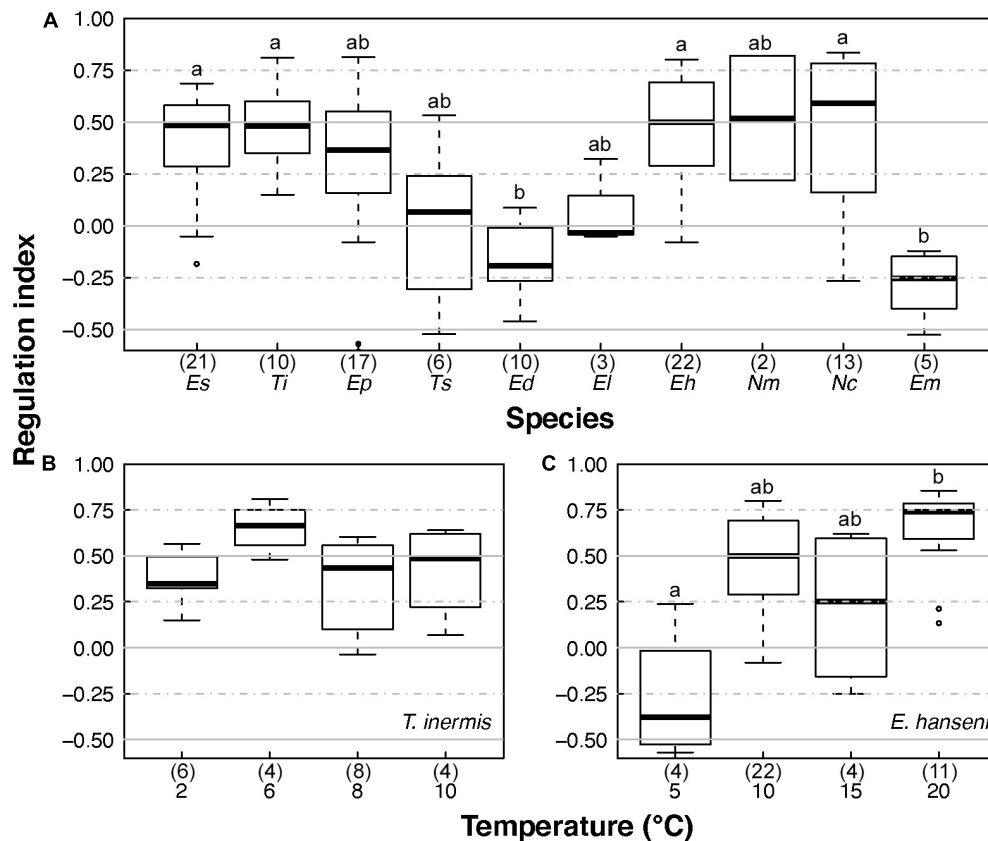 A
1.00
0.75
0.50
0.25
0.00
−0.25
−0.50
Regulation index
a a ab ab b ab a ab a b
(21) (10) (17) (6) (10) (3) (22) (2) (13) (5)
Es Ti Ep Ts Ed El Eh Nm Nc Em
Species
B
1.00
0.75
0.50
0.25
0.00
−0.25
−0.50
T. inermis
(6) (4) (8) (4)
2 6 8 10
C
1.00
0.75
0.50
0.25
0.00
−0.25
−0.50
a ab ab b
E. hanseni
(4) (22) (4) (11)
5 10 15 20
Temperature (°C)